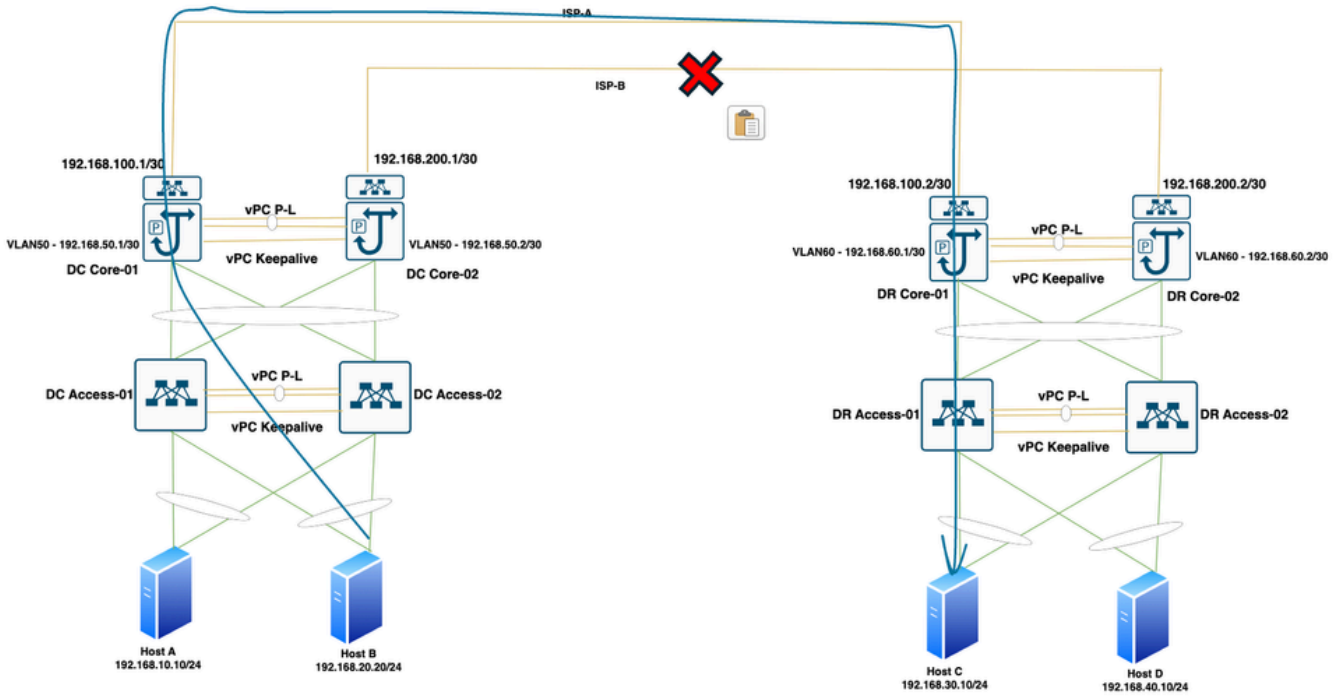 ISP-A
ISP-B
192.168.100.1/30
192.168.200.1/30
192.168.100.2/30
192.168.200.2/30
vPC P-L
VLAN50 - 192.168.50.1/30
VLAN50 - 192.168.50.2/30
vPC Keepalive
DC Core-01
DC Core-02
vPC P-L
VLAN60 - 192.168.60.1/30
VLAN60 - 192.168.60.2/30
vPC Keepalive
DR Core-01
DR Core-02
P
P
P
P
vPC P-L
DC Access-01
DC Access-02
vPC Keepalive
vPC P-L
DR Access-01
DR Access-02
vPC Keepalive
Host A
192.168.10.10/24
Host B
192.168.20.20/24
Host C
192.168.30.10/24
Host D
192.168.40.10/24